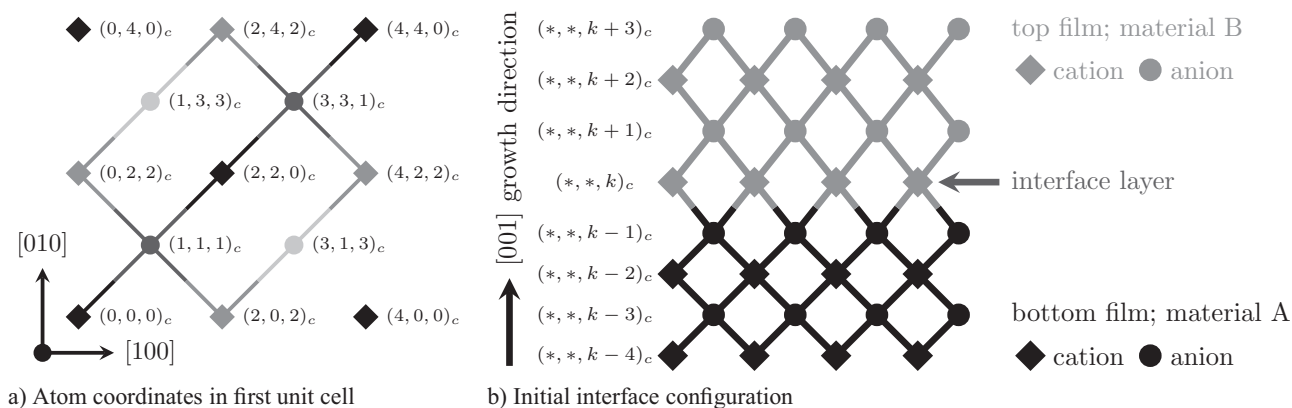 (0, 4, 0)c
(2, 4, 2)c
(4, 4, 0)c
(1, 3, 3)c
(3, 3, 1)c
(0, 2, 2)c
(2, 2, 0)c
(4, 2, 2)c
(1, 1, 1)c
(3, 1, 3)c
(0, 0, 0)c
(2, 0, 2)c
(4, 0, 0)c
[010]
[100]
a) Atom coordinates in first unit cell
[001] growth direction
(∗, ∗, k + 3)c
(∗, ∗, k + 2)c
(∗, ∗, k + 1)c
(∗, ∗, k)c
(∗, ∗, k − 1)c
(∗, ∗, k − 2)c
(∗, ∗, k − 3)c
(∗, ∗, k − 4)c
top film; material B
cation anion
interface layer
bottom film; material A
cation anion
b) Initial interface configuration